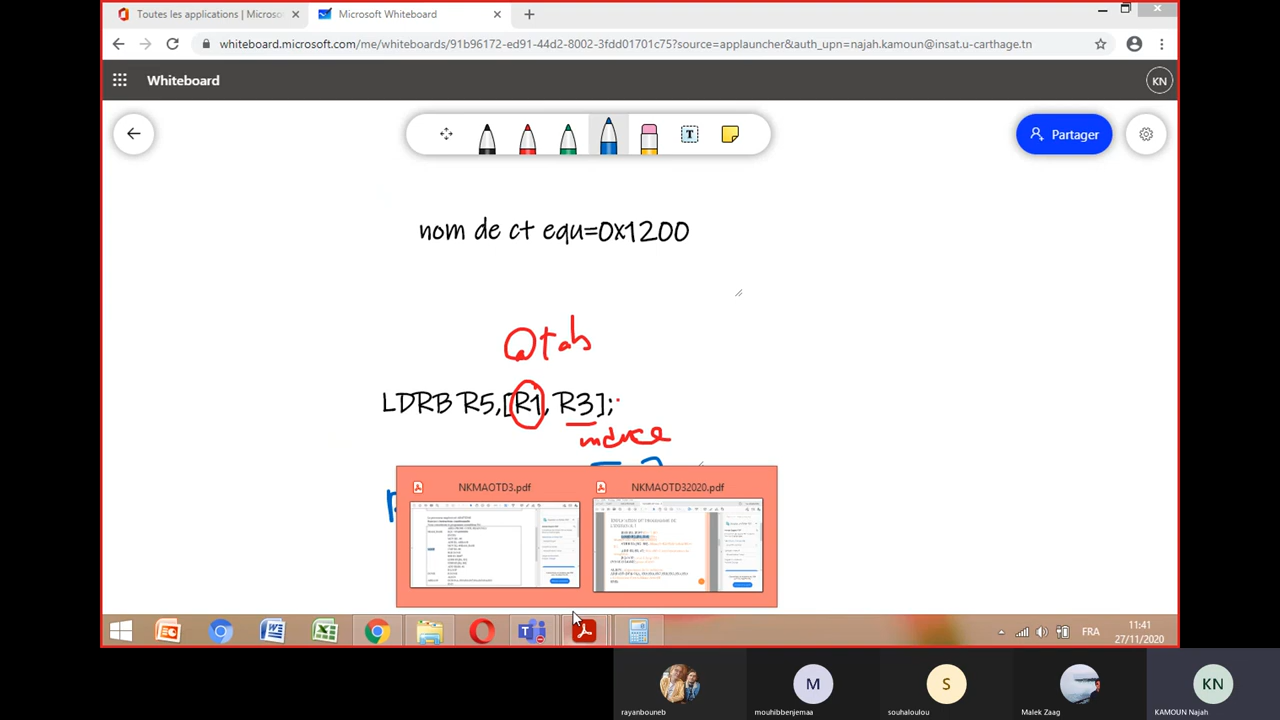 Toutes les applications | Microso
Microsoft Whiteboard
whiteboard.microsoft.com/me/whiteboards/91b96172-ed91-44d2-8002-3fdd01701c75?source=applauncher&auth_upn=najah.kamoun@insat.u-carthage.tn
Whiteboard
KN
T
Partager
nom de ct equ=0x1200
@tab
LDRB R5,[R1,R3];
indice
NKMAOTD3.pdf
NKMAOTD32020.pdf
FRA
11:41
27/11/2020
M
S
KN
rayanbouneb
mouhibbenjemaa
souhaloulou
Malek Zaag
KAMOUN Najah